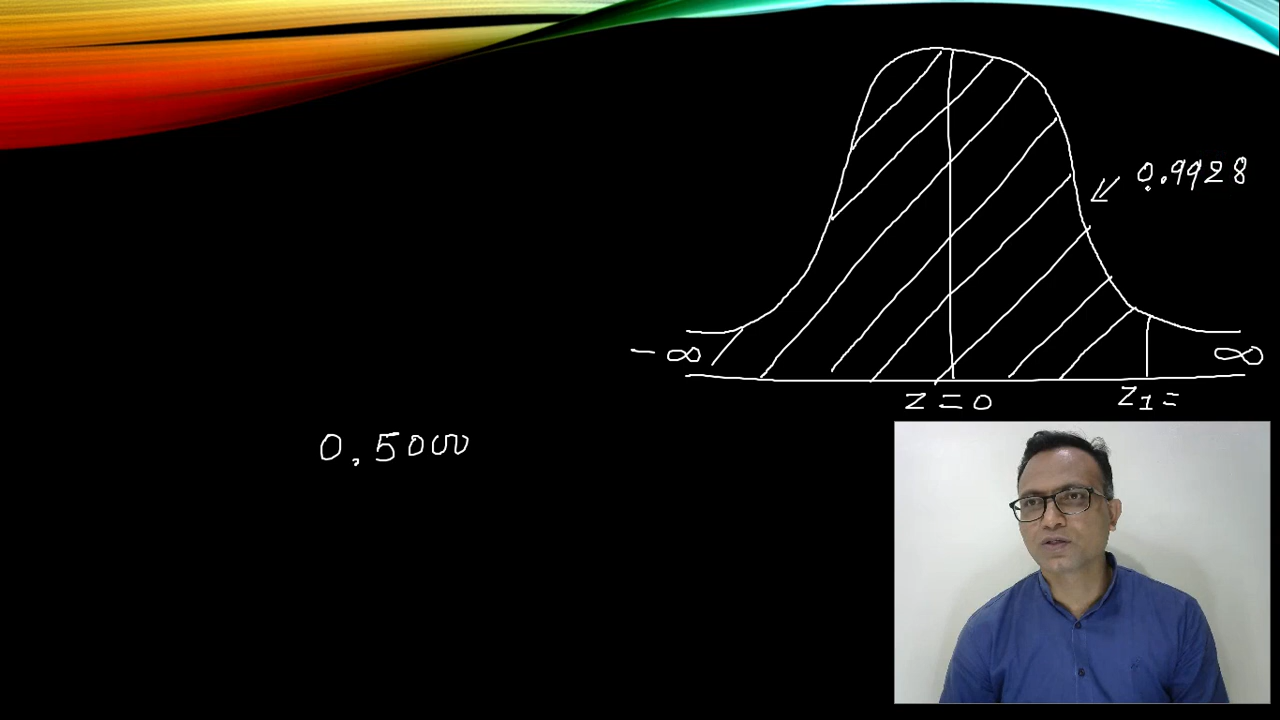 0.9928
- ∞ ∞
z = 0 z1 =
0.5000